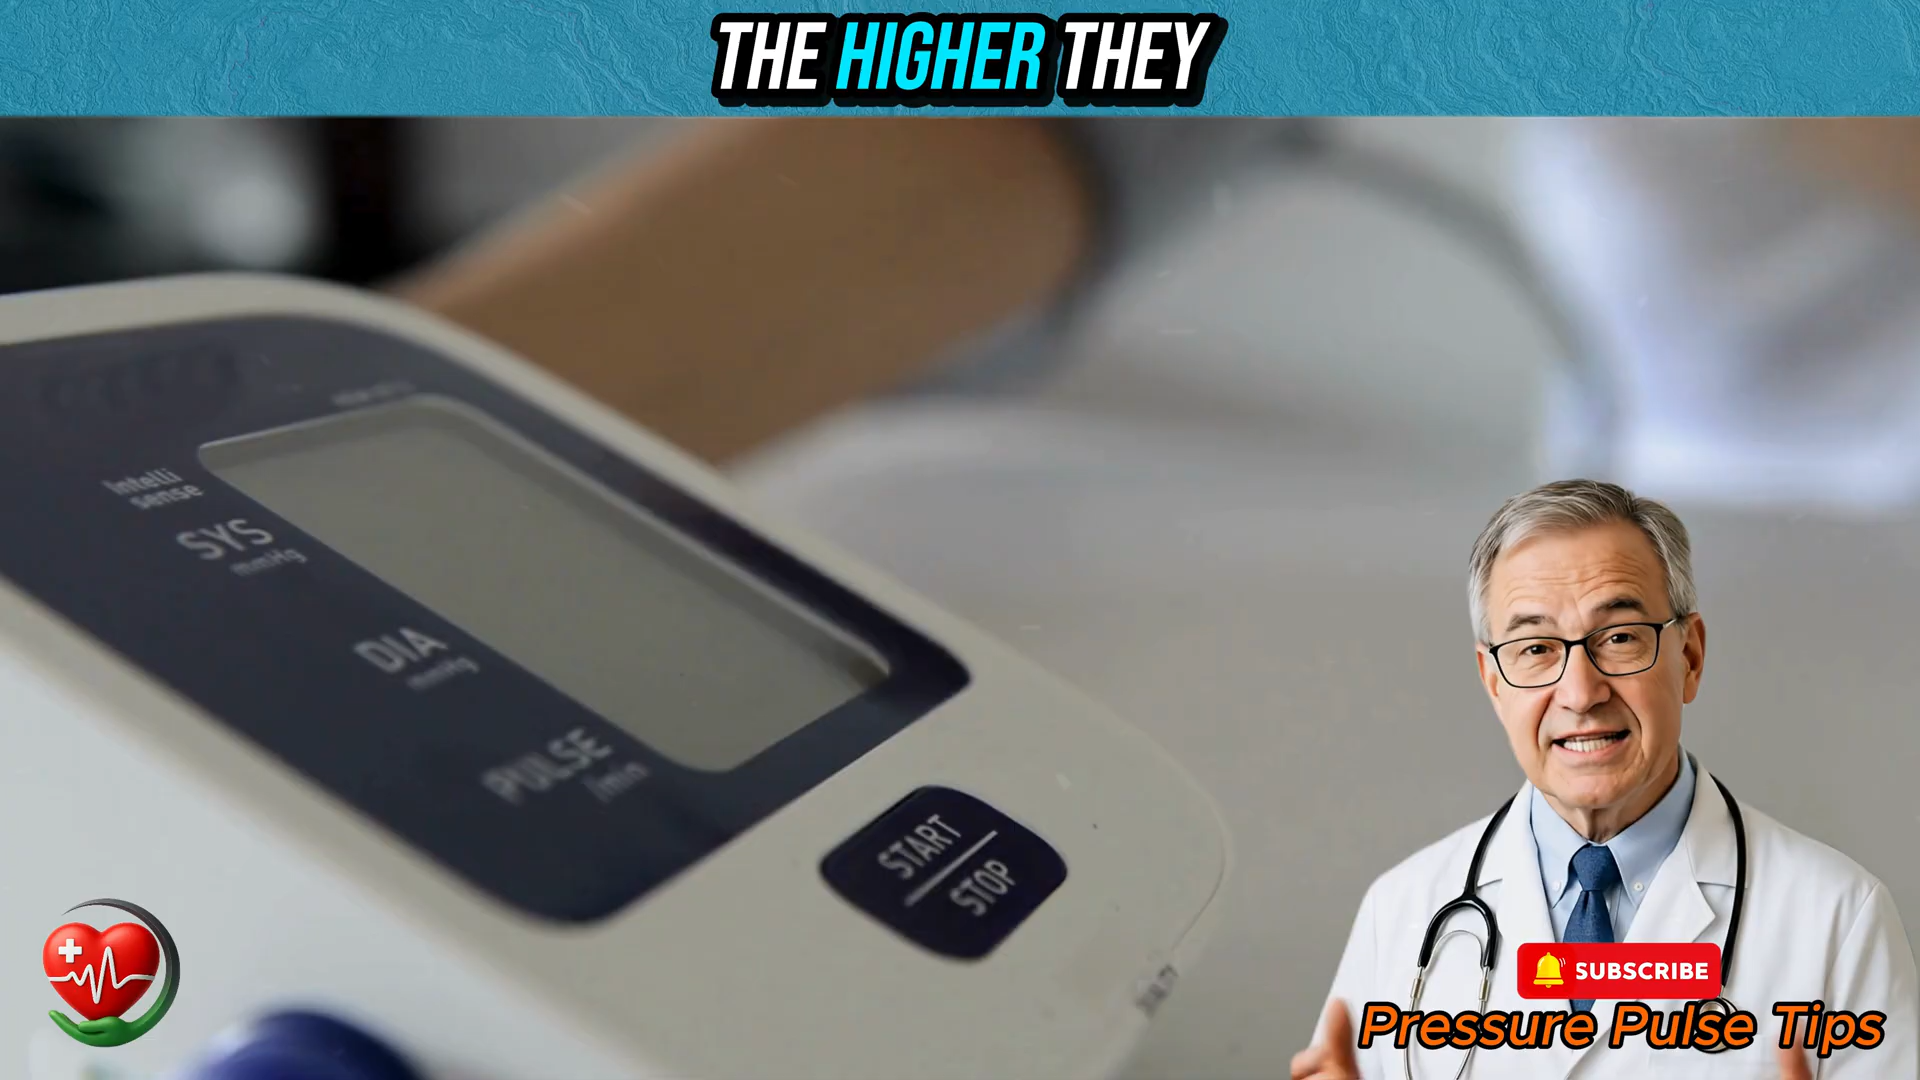 THE HIGHER THEY
Intelli
sense
SYS
mmHg
DIA
mmHg
PULSE
/min
START
STOP
SUBSCRIBE
Pressure Pulse Tips